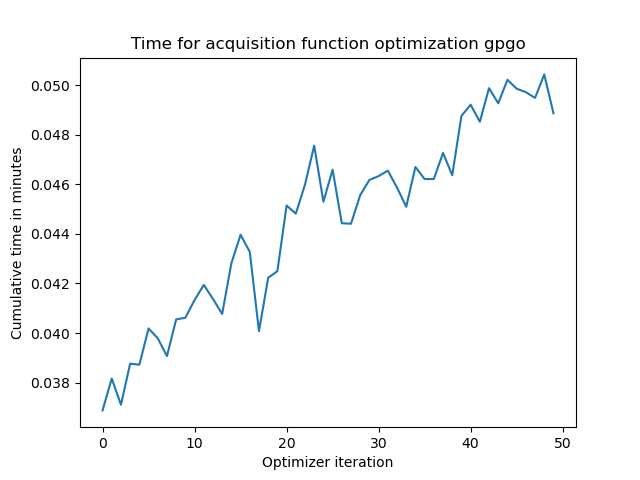 Time for acquisition function optimization gpgo
0.050
0.048
0.046
0.044
0.042
0.040
0.038
Cumulative time in minutes
0 10 20 30 40 50
Optimizer iteration